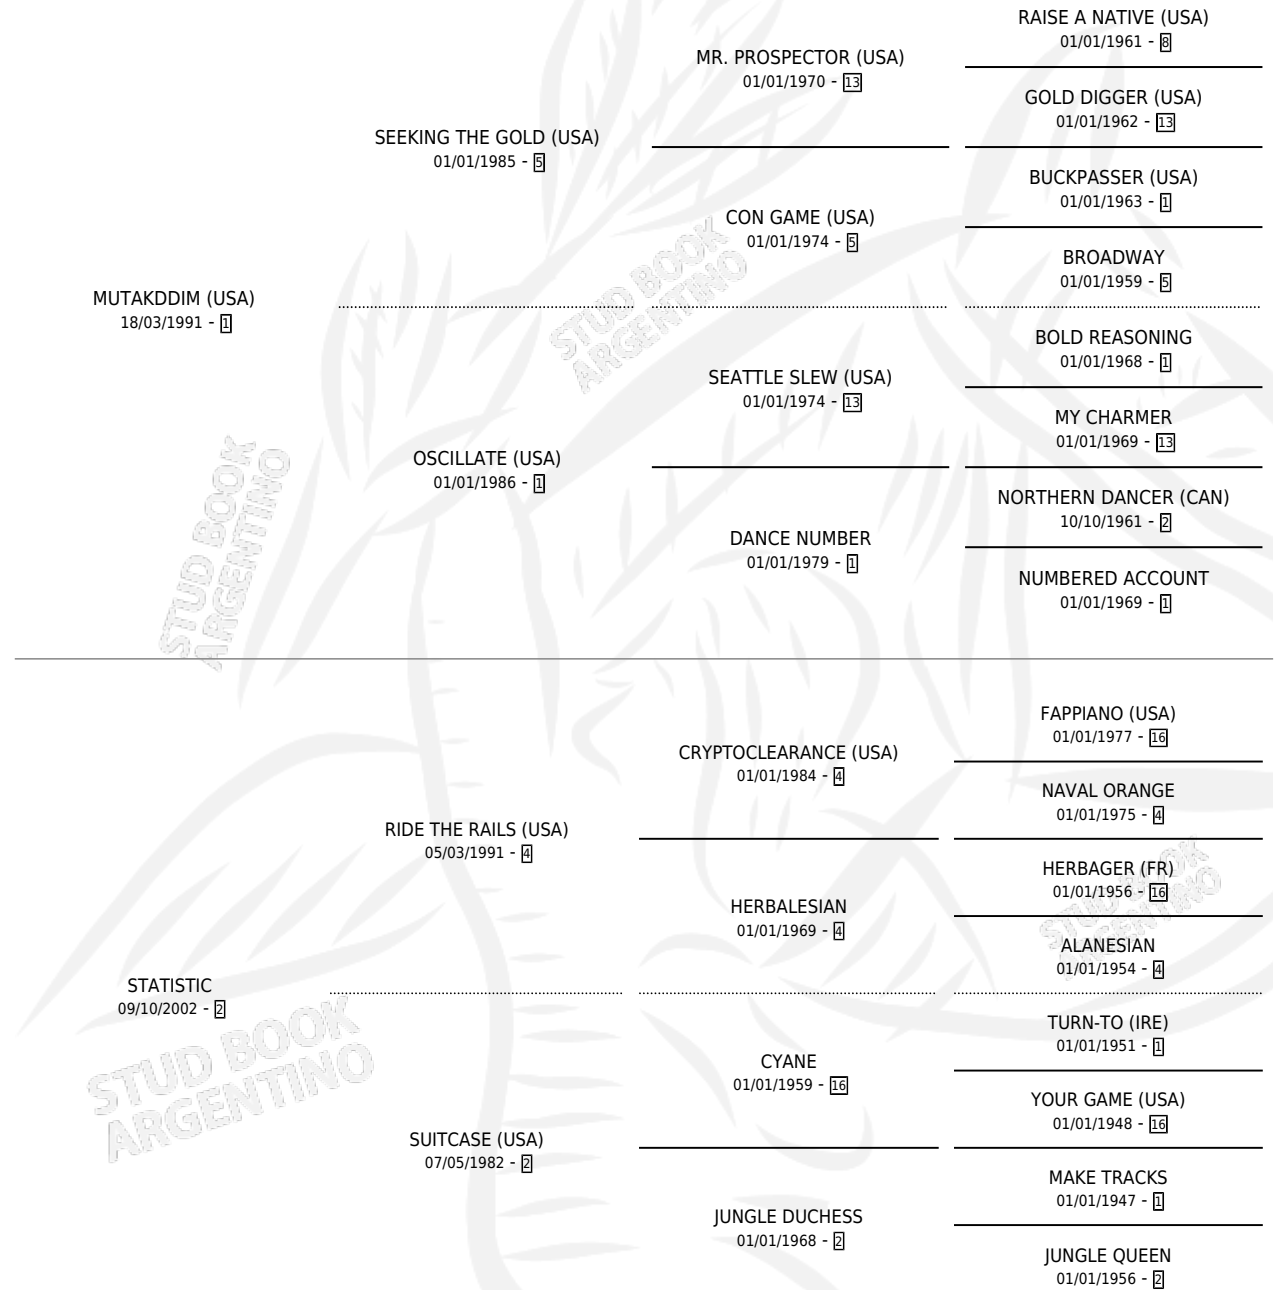 RAISE A NATIVE (USA)
01/01/1961 - 8
MR. PROSPECTOR (USA)
01/01/1970 - 13
GOLD DIGGER (USA)
01/01/1962 - 13
SEEKING THE GOLD (USA)
01/01/1985 - 5
BUCKPASSER (USA)
01/01/1963 - 1
CON GAME (USA)
01/01/1974 - 5
BROADWAY
01/01/1959 - 5
MUTAKDDIM (USA)
18/03/1991 - 1
STUD BOOK
ARGENTINO
BOLD REASONING
01/01/1968 - 1
SEATTLE SLEW (USA)
01/01/1974 - 13
MY CHARMER
01/01/1969 - 13
OSCILLATE (USA)
01/01/1986 - 1
NORTHERN DANCER (CAN)
10/10/1961 - 2
DANCE NUMBER
01/01/1979 - 1
NUMBERED ACCOUNT
01/01/1969 - 1
STUD BOOK
ARGENTINO
FAPPIANO (USA)
01/01/1977 - 16
CRYPTOCLEARANCE (USA)
01/01/1984 - 4
NAVAL ORANGE
01/01/1975 - 4
RIDE THE RAILS (USA)
05/03/1991 - 4
HERBAGER (FR)
01/01/1956 - 16
HERBALESIAN
01/01/1969 - 4
STUD BOOK
ARGENTINO
ALANESIAN
01/01/1954 - 4
STATISTIC
09/10/2002 - 2
TURN-TO (IRE)
01/01/1951 - 1
CYANE
01/01/1959 - 16
STUD BOOK
ARGENTINO
YOUR GAME (USA)
01/01/1948 - 16
SUITCASE (USA)
07/05/1982 - 2
MAKE TRACKS
01/01/1947 - 1
JUNGLE DUCHESS
01/01/1968 - 2
JUNGLE QUEEN
01/01/1956 - 2